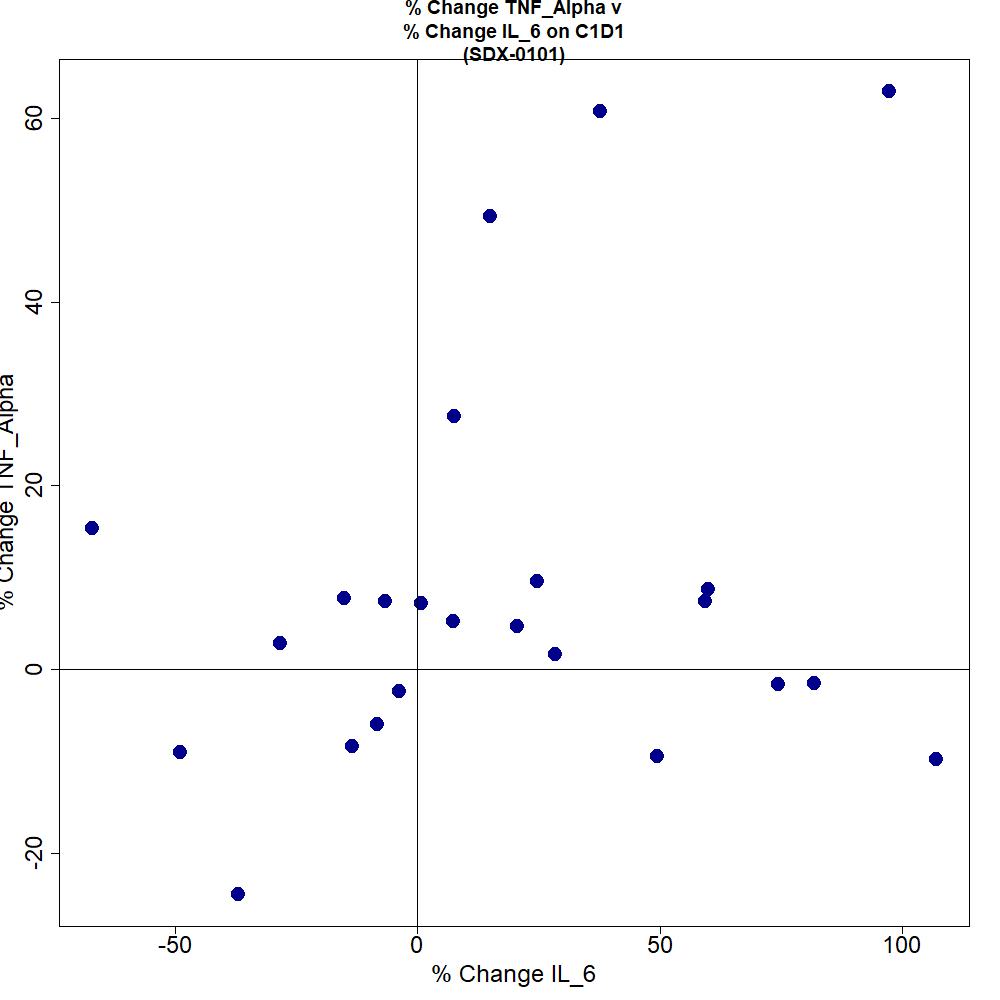 % Change TNF_Alpha v
% Change IL_6 on C1D1
(SDX-0101)
60
40
20
0
-20
% Change TNF_Alpha
-50
0
50
100
% Change IL_6